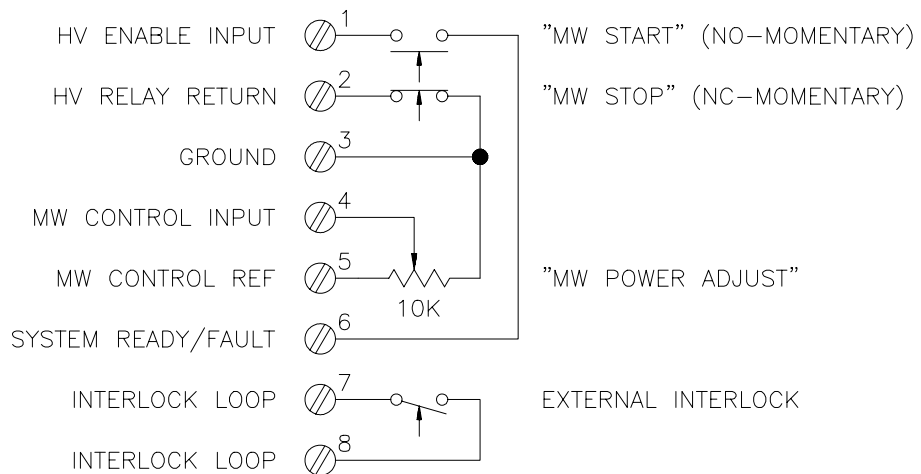 HV ENABLE INPUT 1 "MW START" (NO-MOMENTARY)
HV RELAY RETURN 2 "MW STOP" (NC-MOMENTARY)
GROUND 3
MW CONTROL INPUT 4
MW CONTROL REF 5 "MW POWER ADJUST"
10K
SYSTEM READY/FAULT 6
INTERLOCK LOOP 7 EXTERNAL INTERLOCK
INTERLOCK LOOP 8